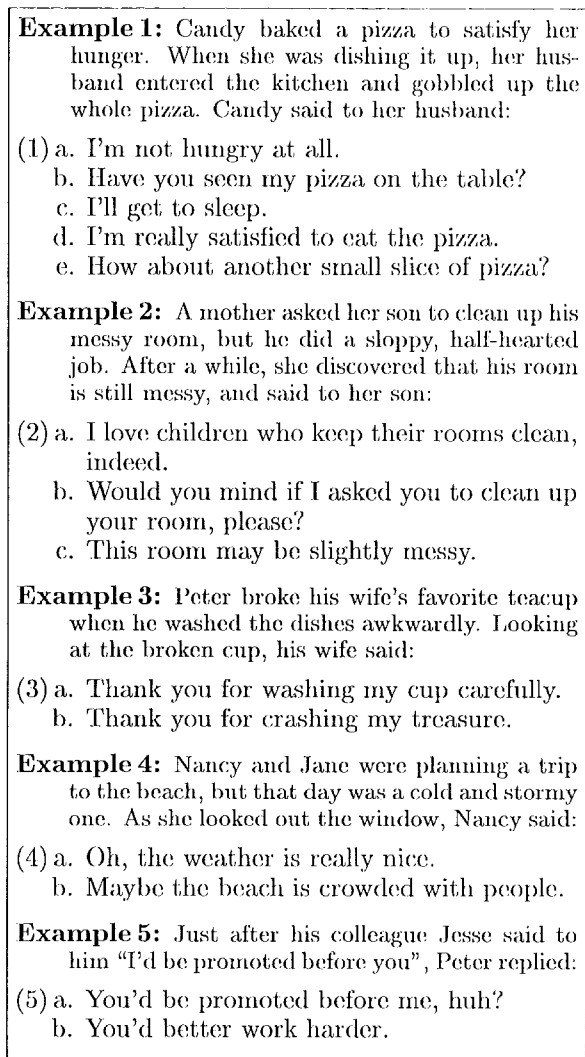 Example 1: Candy baked a pizza to satisfy her
hunger. When she was dishing it up, her hus-
band entered the kitchen and gobbled up the
whole pizza. Candy said to her husband:
(1) a. I'm not hungry at all.
b. Have you seen my pizza on the table?
c. I'll get to sleep.
d. I'm really satisfied to eat the pizza.
e. How about another small slice of pizza?
Example 2: A mother asked her son to clean up his
messy room, but he did a sloppy, half-hearted
job. After a while, she discovered that his room
is still messy, and said to her son:
(2) a. I love children who keep their rooms clean,
indeed.
b. Would you mind if I asked you to clean up
your room, please?
c. This room may be slightly messy.
Example 3: Peter broke his wife's favorite teacup
when he washed the dishes awkwardly. Looking
at the broken cup, his wife said:
(3) a. Thank you for washing my cup carefully.
b. Thank you for crashing my treasure.
Example 4: Nancy and Jane were planning a trip
to the beach, but that day was a cold and stormy
one. As she looked out the window, Nancy said:
(4) a. Oh, the weather is really nice.
b. Maybe the beach is crowded with people.
Example 5: Just after his colleague Jesse said to
him "I'd be promoted before you", Peter replied:
(5) a. You'd be promoted before me, huh?
b. You'd better work harder.